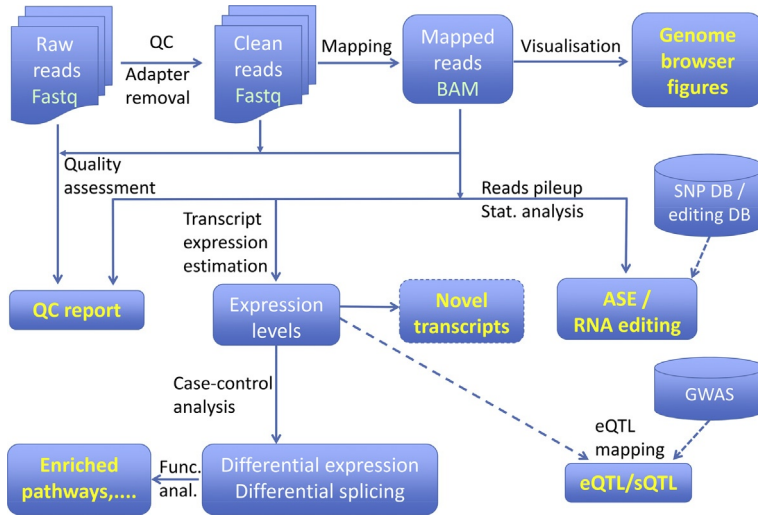 Raw
reads
Fastq
QC
Adapter
removal
Clean
reads
Fastq
Mapping
Mapped
reads
BAM
Visualisation
Genome
browser
figures
Quality
assessment
Reads pileup
Stat. analysis
SNP DB /
editing DB
Transcript
expression
estimation
QC report
Expression
levels
Novel
transcripts
ASE /
RNA editing
Case-control
analysis
GWAS
eQTL
mapping
Enriched
pathways,....
Func.
anal.
Differential expression
Differential splicing
eQTL/sQTL